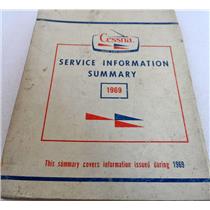 Cessna
SERVICE INFORMATION
SUMMARY
1969
This summary covers information issued during 1969